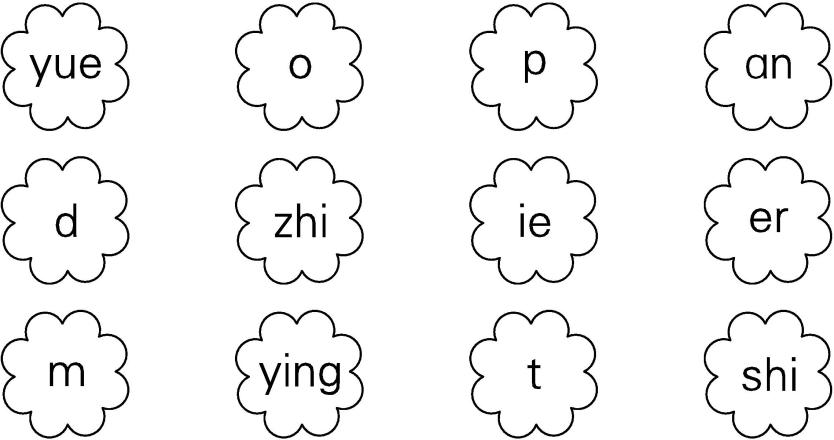 yue o p an
d zhi ie er
m ying t shi